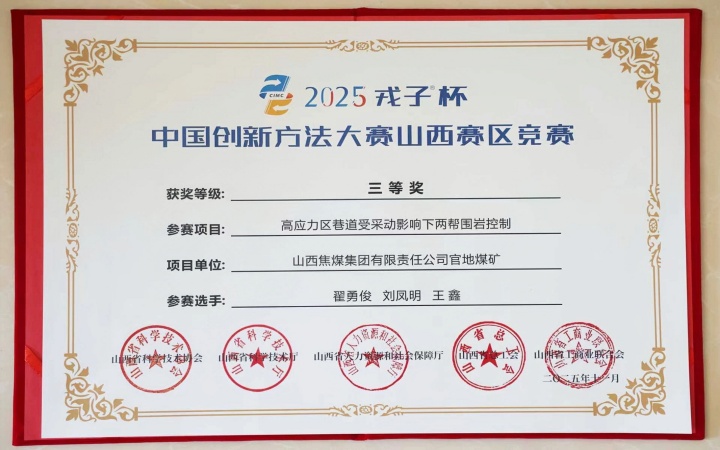 CIMC 2025 戎子®杯
中国创新方法大赛山西赛区竞赛
获奖等级: 三等奖
参赛项目: 高应力区巷道受采动影响下两帮围岩控制
项目单位: 山西焦煤集团有限责任公司官地煤矿
参赛选手: 翟勇俊 刘凤明 王鑫
山西省科学技术协会 山西省科学技术厅 山西省人力资源和社会保障厅 山西省总工会 山西省工商业联合会
二〇二五年十一月